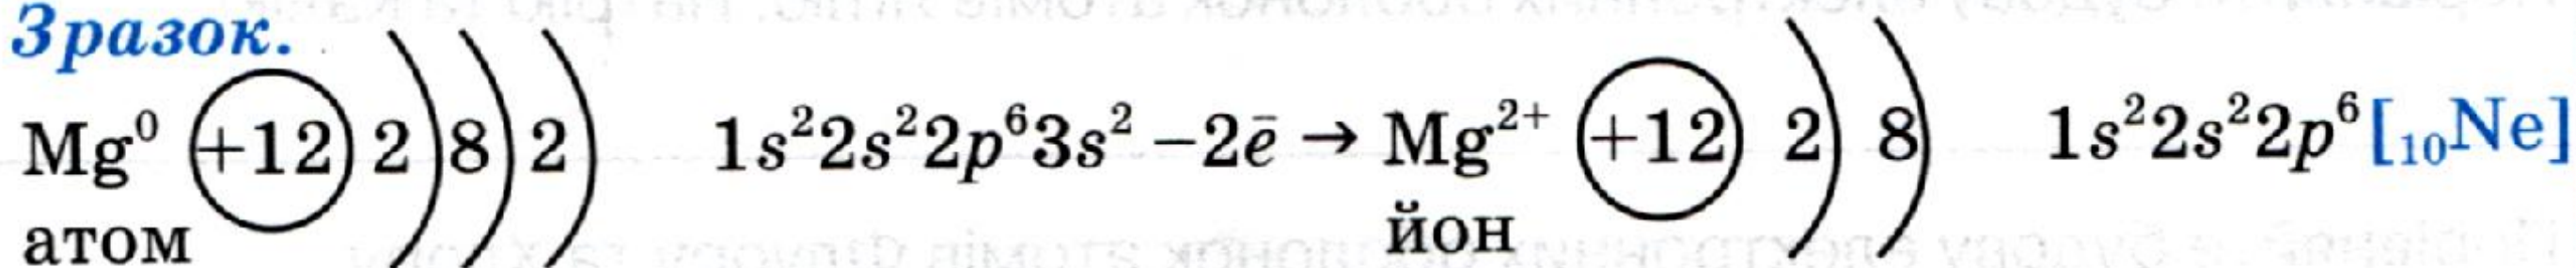 Зразок.
Mg⁰ +12 2 8 2 1s²2s²2p⁶3s² −2ē → Mg²⁺ +12 2 8 1s²2s²2p⁶[₁₀Ne]
атом йон